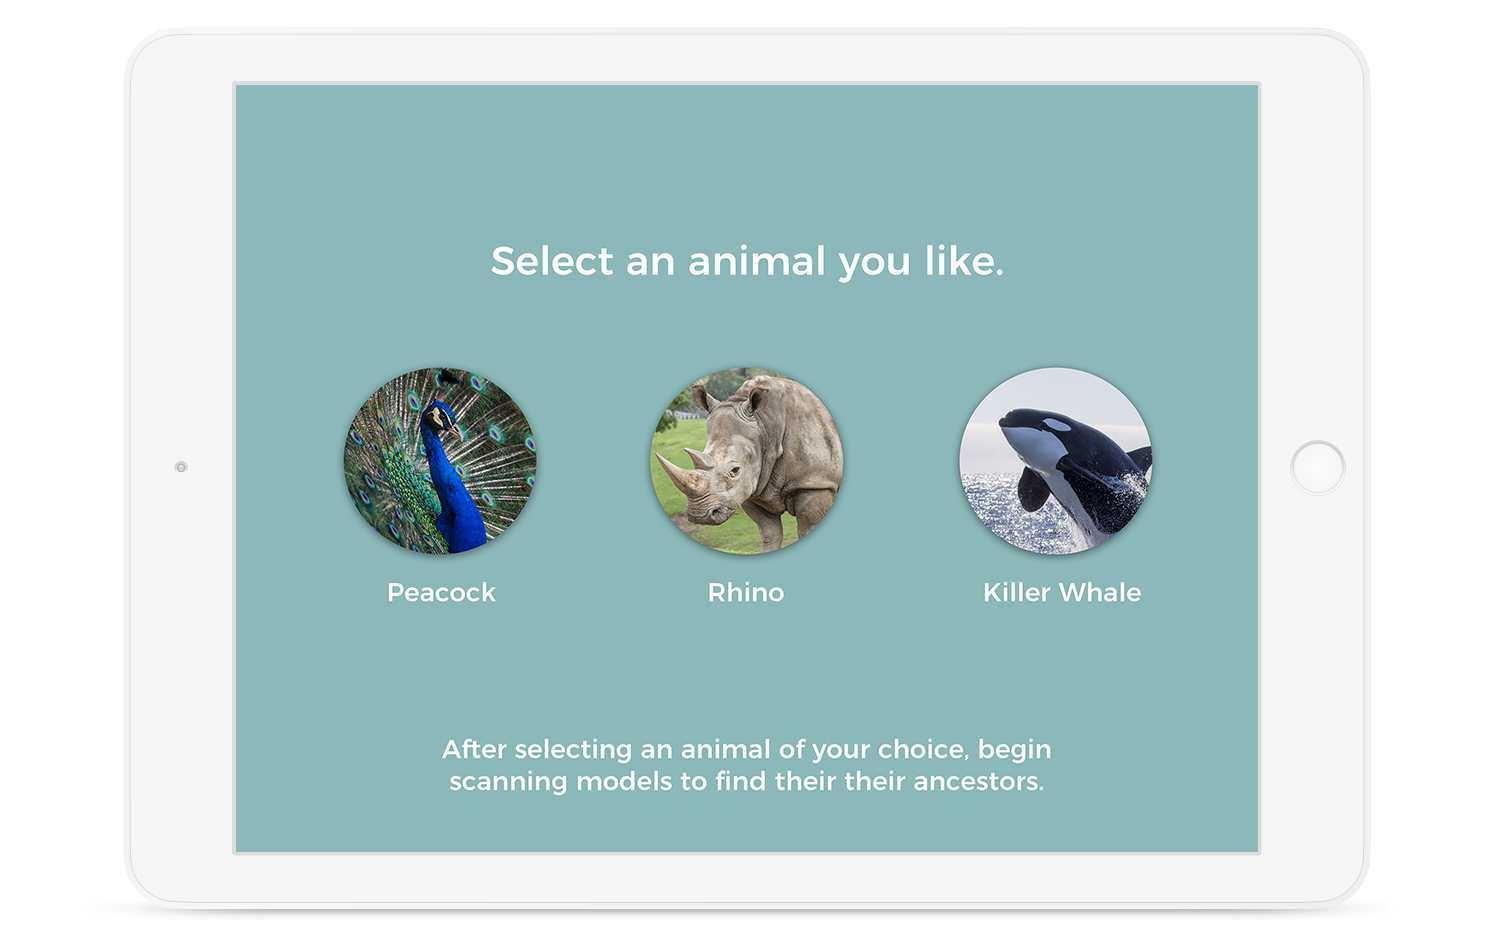 Select an animal you like.
Peacock
Rhino
Killer Whale
After selecting an animal of your choice, begin
scanning models to find their their ancestors.